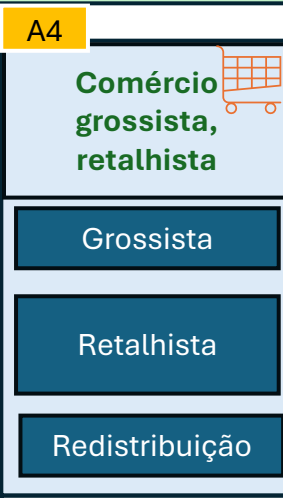 A4
Comércio
grossista,
retalhista
Grossista
Retalhista
Redistribuição